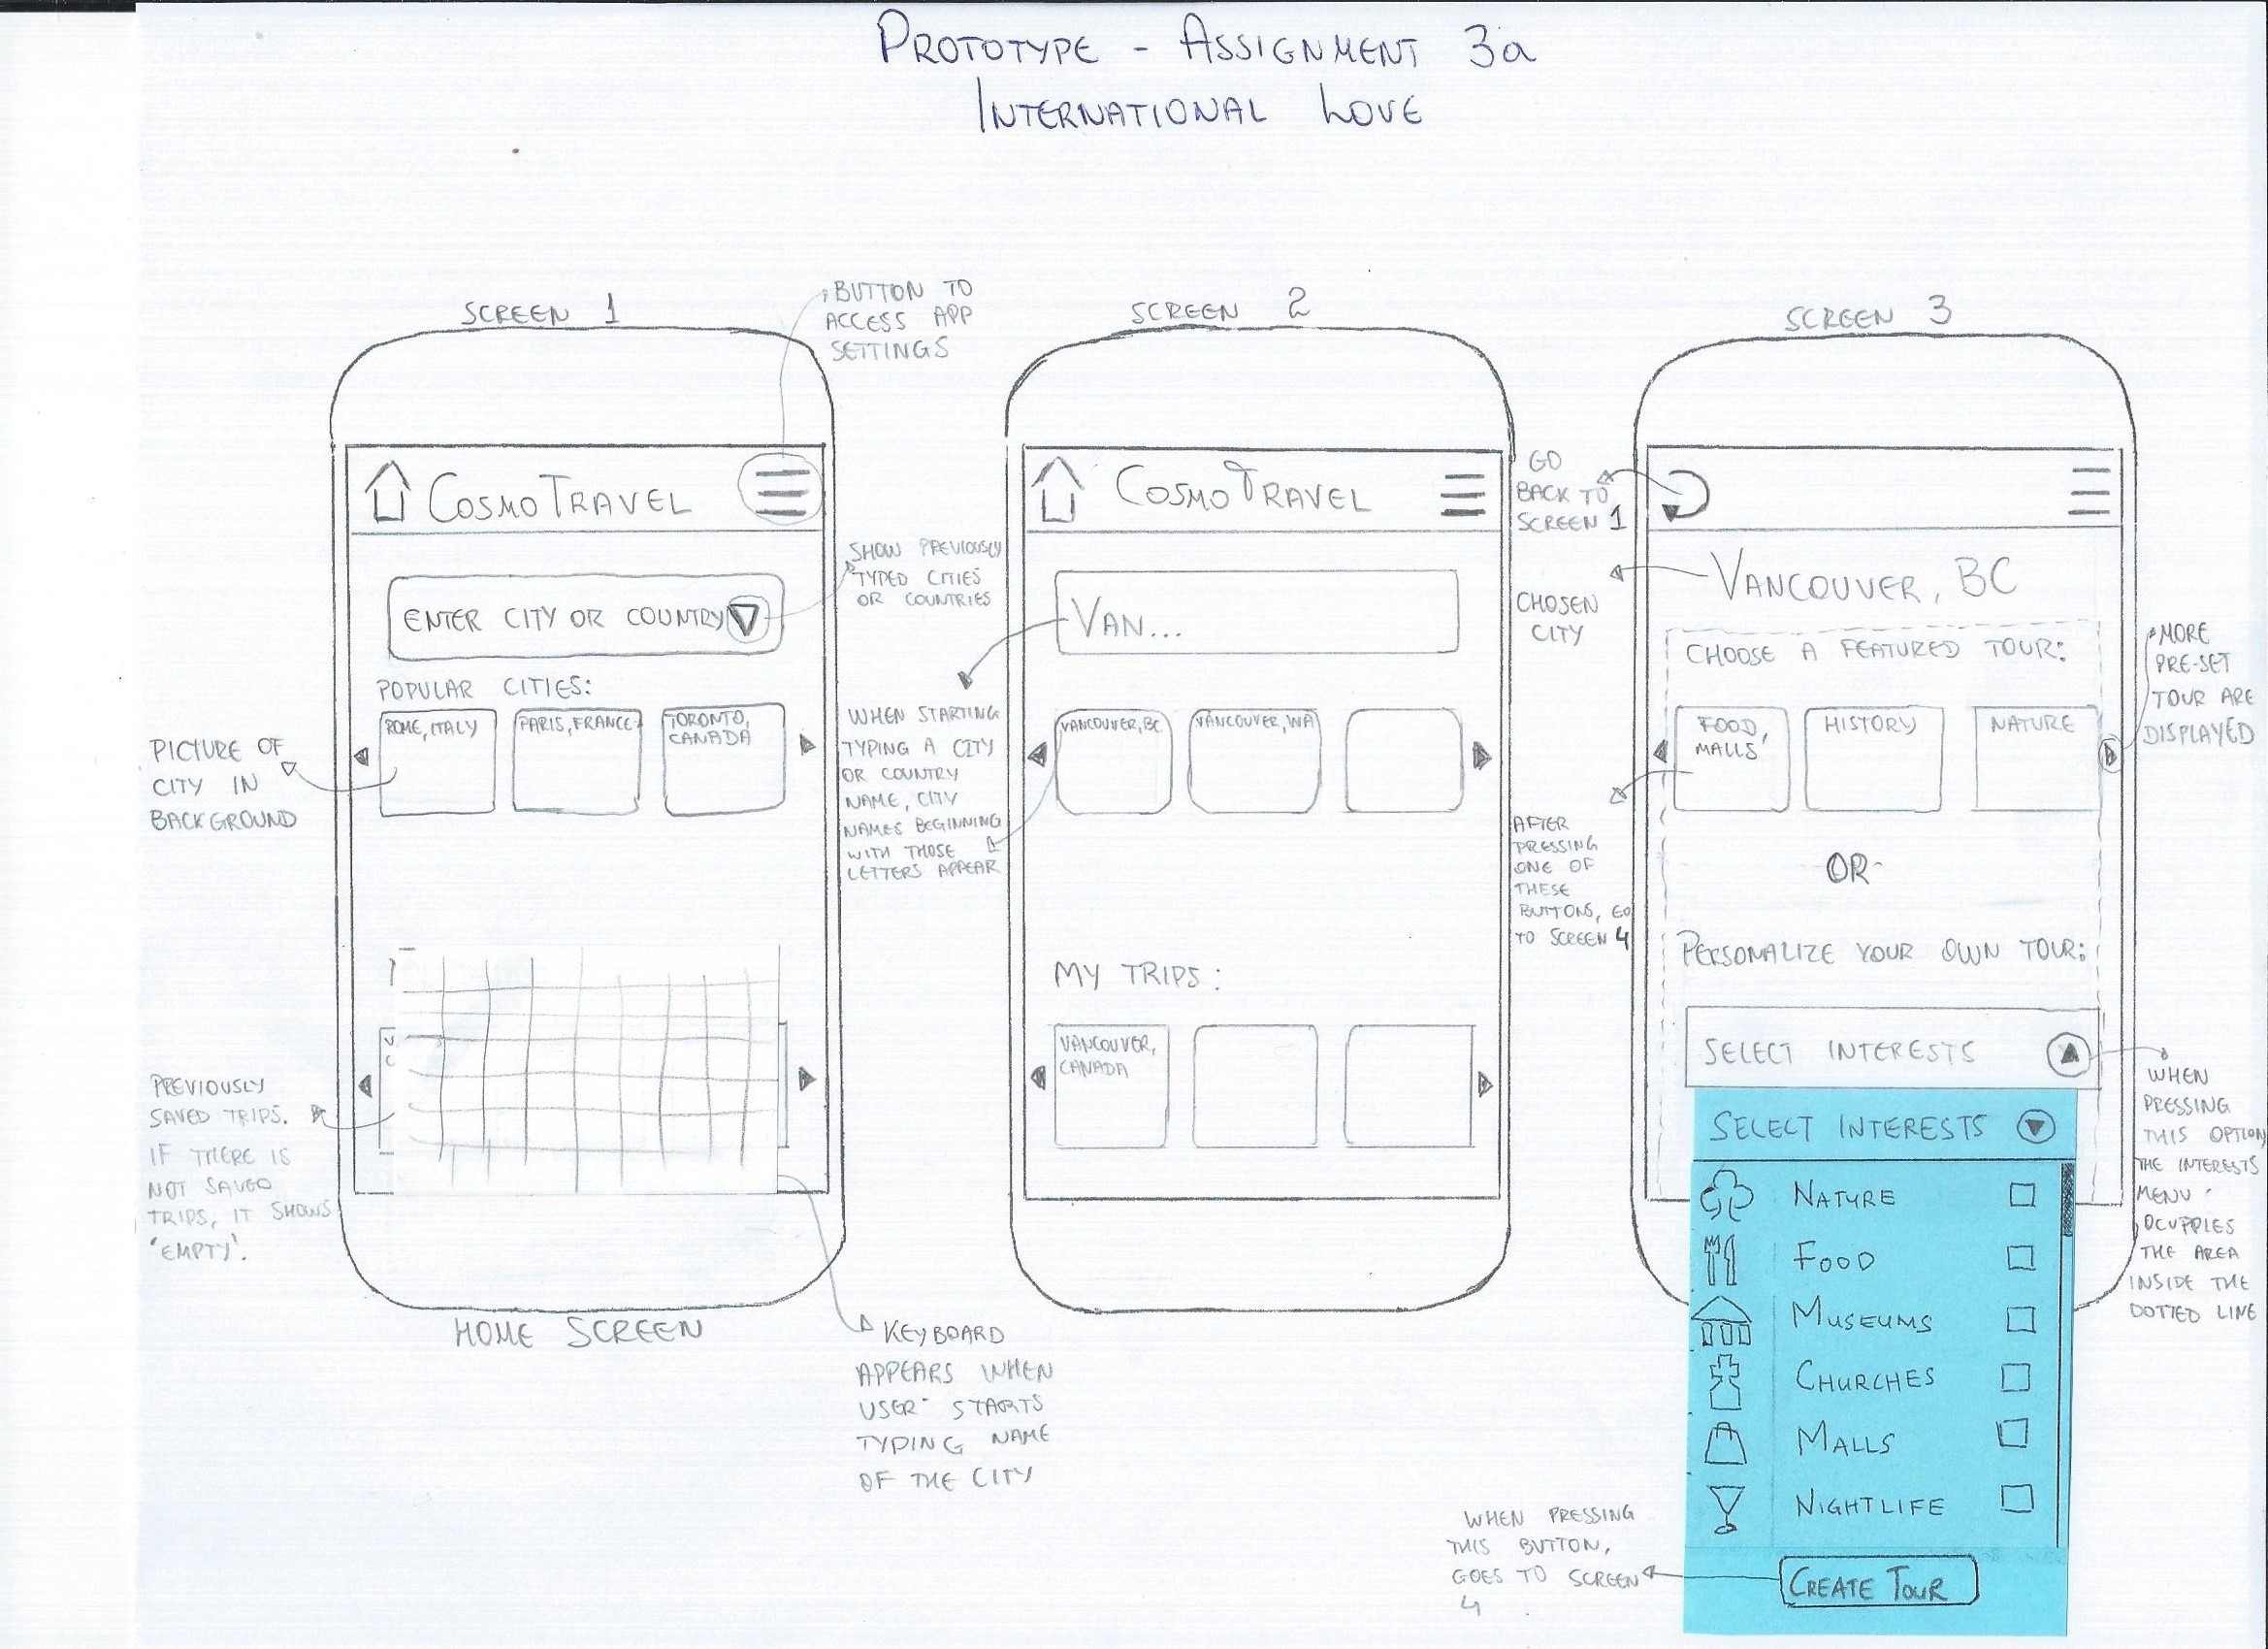 PROTOTYPE - ASSIGNMENT 3a
INTERNATIONAL LOVE
SCREEN 1
BUTTON TO
ACCESS APP
SETTINGS
COSMOTRAVEL
SHOW PREVIOUSLY
TYPED CITIES
OR COUNTRIES
ENTER CITY OR COUNTRY
POPULAR CITIES:
ROME, ITALY
PARIS, FRANCE
TORONTO,
CANADA
PICTURE OF
CITY IN
BACKGROUND
PREVIOUSLY
SAVED TRIPS.
IF THERE IS
NOT SAVED
TRIPS, IT SHOWS
'EMPTY'.
HOME SCREEN
KEYBOARD
APPEARS WHEN
USER STARTS
TYPING NAME
OF THE CITY
SCREEN 2
COSMOTRAVEL
VAN...
WHEN STARTING
TYPING A CITY
OR COUNTRY
NAME, CITY
NAMES BEGINNING
WITH THOSE
LETTERS APPEAR
VANCOUVER, BC
VANCOUVER, WA
MY TRIPS:
VANCOUVER,
CANADA
SCREEN 3
GO
BACK TO
SCREEN 1
CHOSEN
CITY
VANCOUVER, BC
CHOOSE A FEATURED TOUR:
FOOD,
MALLS
HISTORY
NATURE
MORE
PRE-SET
TOUR ARE
DISPLAYED
AFTER
PRESSING
ONE OF
THESE
BUTTONS, GO
TO SCREEN 4
OR
PERSONALIZE YOUR OWN TOUR:
SELECT INTERESTS
WHEN
PRESSING
THIS OPTION,
THE INTERESTS
MENU
OCUPPIES
THE AREA
INSIDE THE
DOTTED LINE
SELECT INTERESTS
NATURE
FOOD
MUSEUMS
CHURCHES
MALLS
NIGHTLIFE
CREATE TOUR
WHEN PRESSING
THIS BUTTON,
GOES TO SCREEN
4